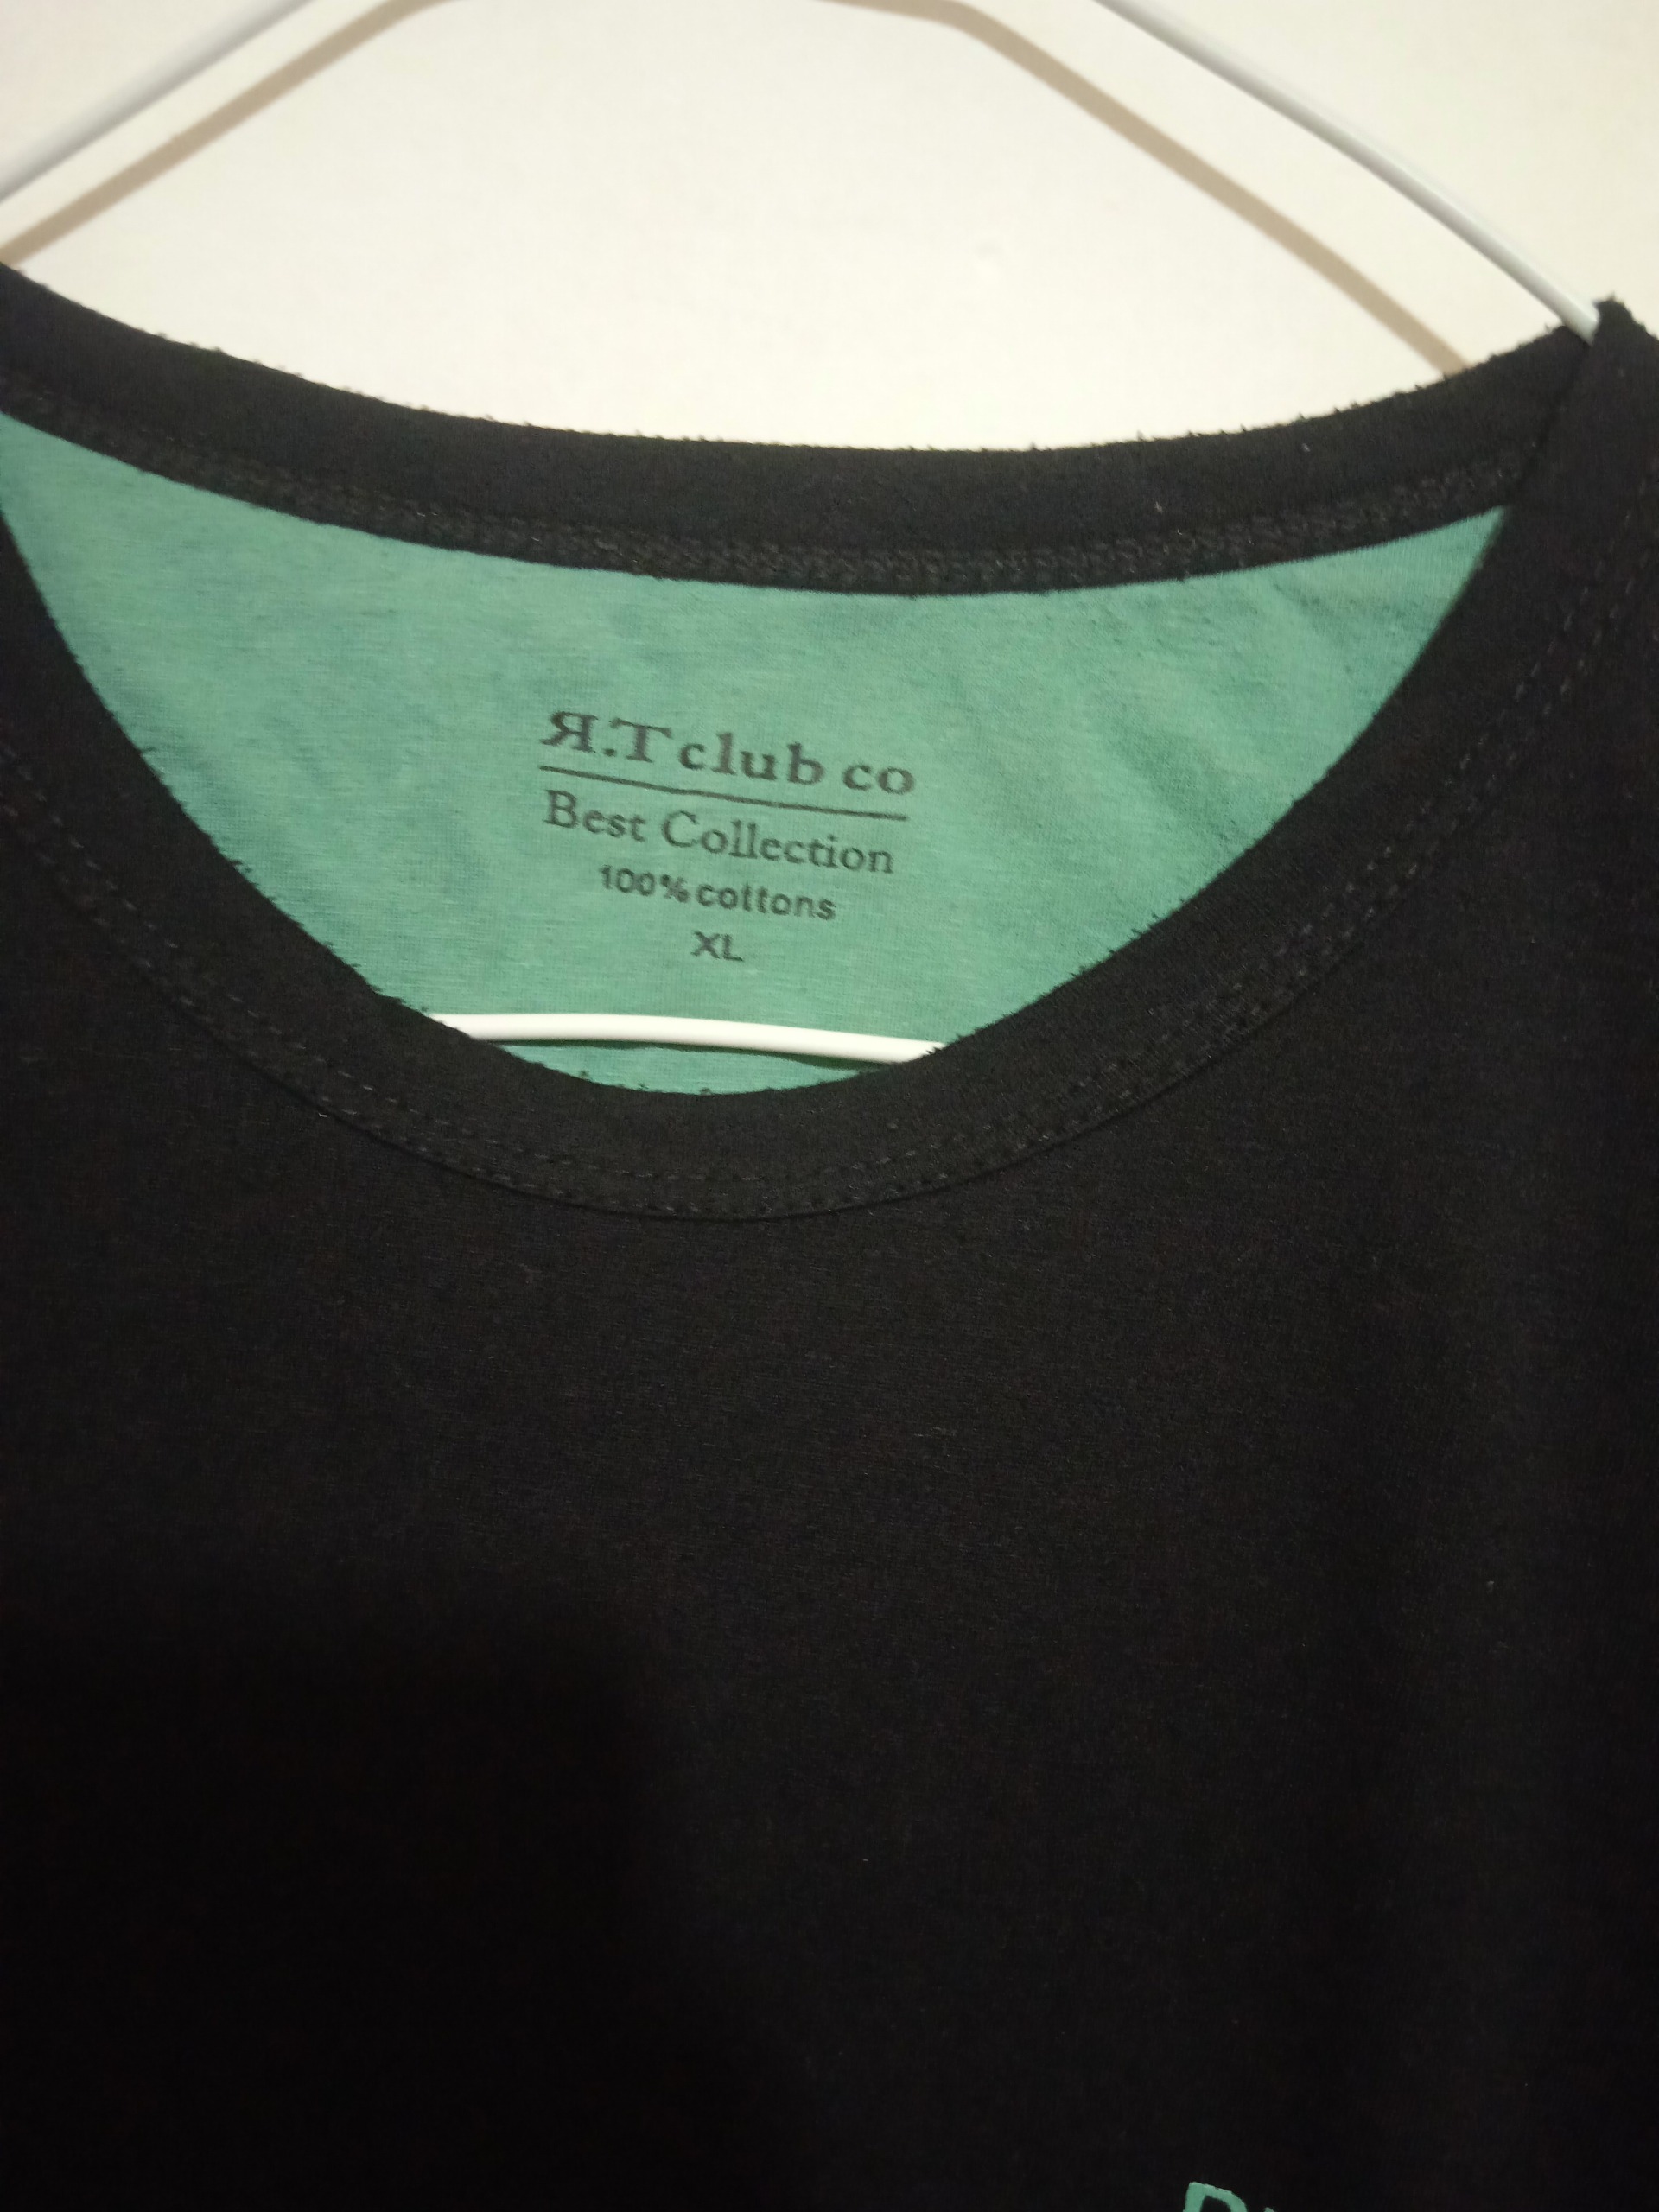 Я.T club co
Best Collection
100% cottons
XL